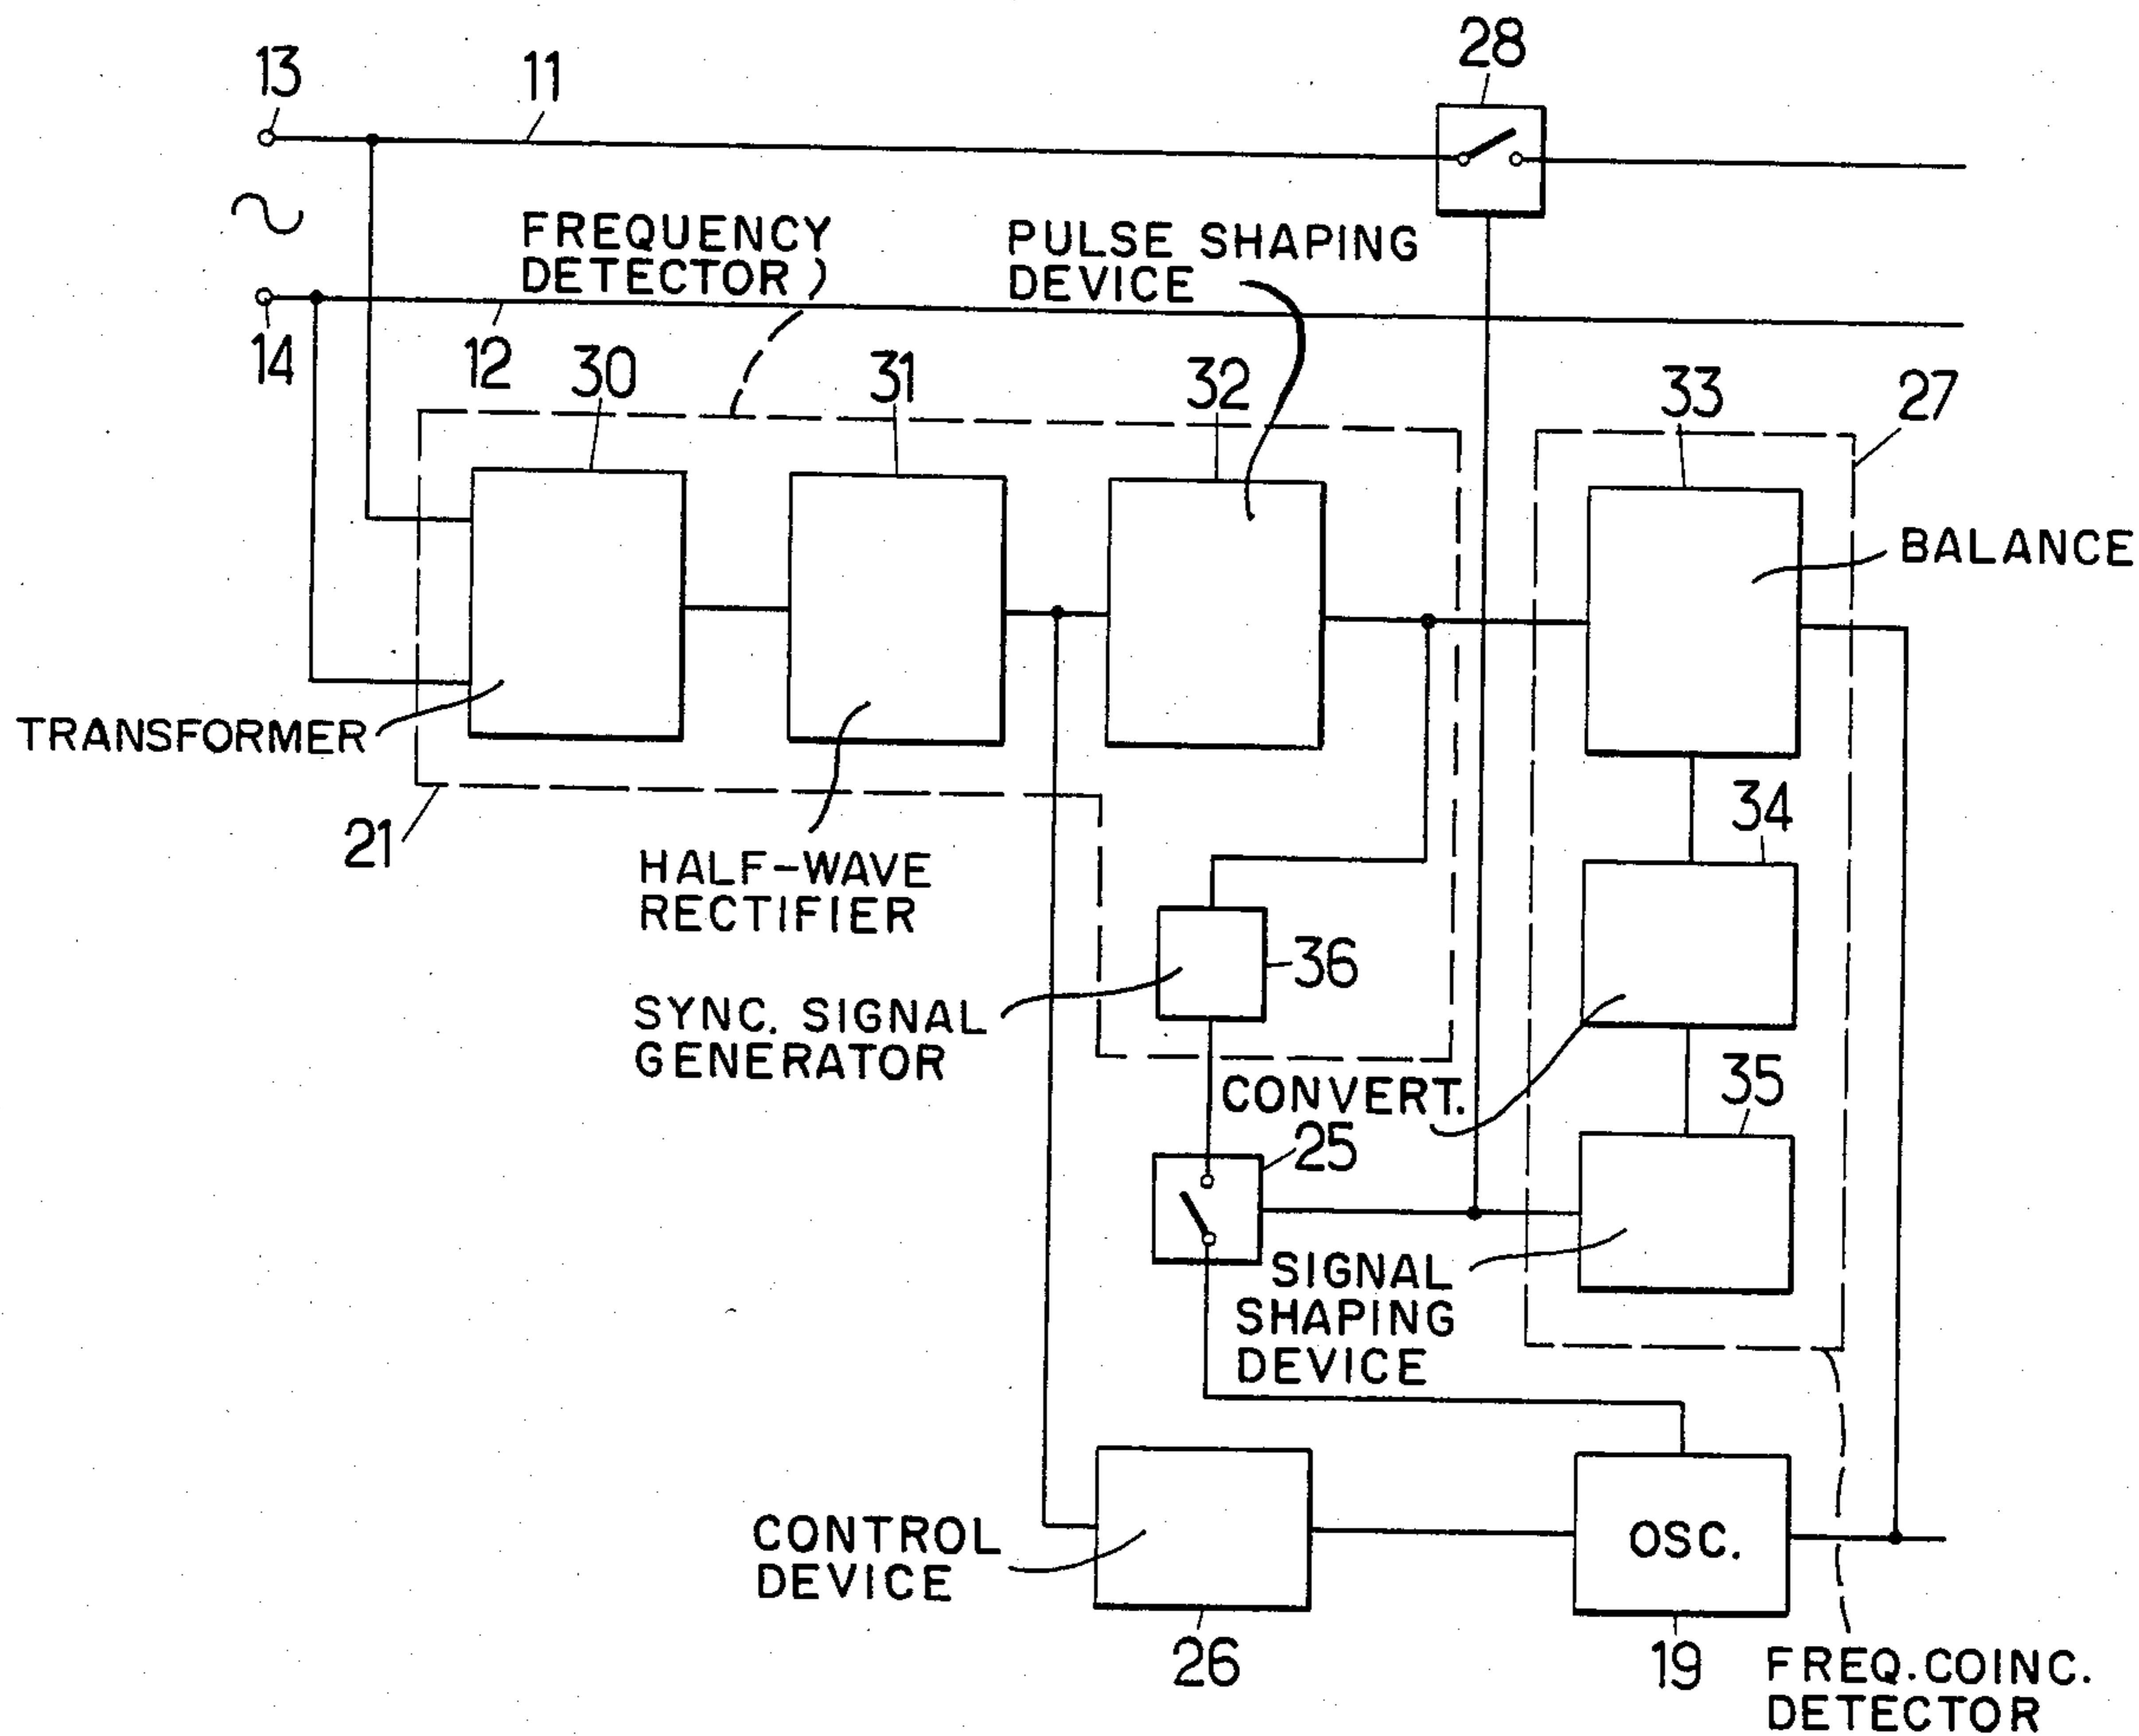 28
13
11
FREQUENCY
DETECTOR
PULSE SHAPING
DEVICE
14
12
30
31
32
33
27
BALANCE
TRANSFORMER
21
34
HALF-WAVE
RECTIFIER
36
SYNC. SIGNAL
GENERATOR
CONVERT.
35
25
SIGNAL
SHAPING
DEVICE
CONTROL
DEVICE
OSC.
26
19
FREQ.COINC.
DETECTOR